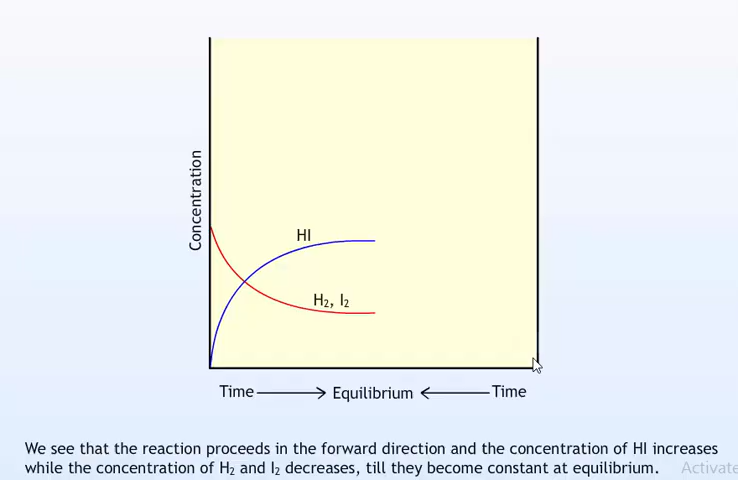 Concentration
HI
H₂, I₂
Time Equilibrium Time
We see that the reaction proceeds in the forward direction and the concentration of HI increases
while the concentration of H₂ and I₂ decreases, till they become constant at equilibrium.
Activate